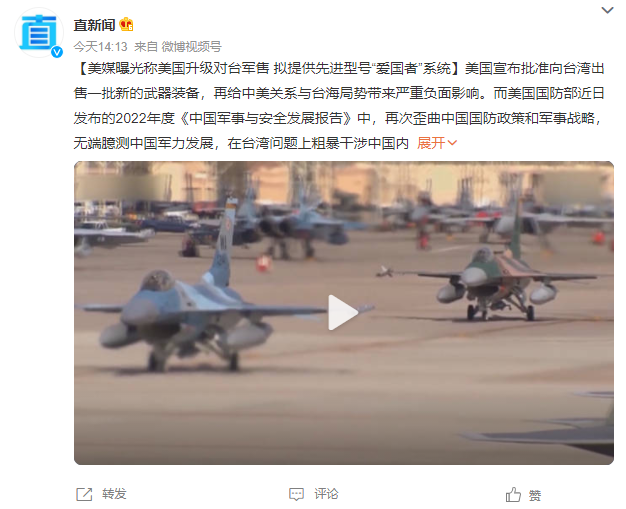 直新闻
今天14:13 来自 微博视频号
【美媒曝光称美国升级对台军售 拟提供先进型号“爱国者”系统】美国宣布批准向台湾出
售一批新的武器装备，再给中美关系与台海局势带来严重负面影响。而美国国防部近日
发布的2022年度《中国军事与安全发展报告》中，再次歪曲中国国防政策和军事战略，
无端臆测中国军力发展，在台湾问题上粗暴干涉中国内 展开
转发 评论 赞